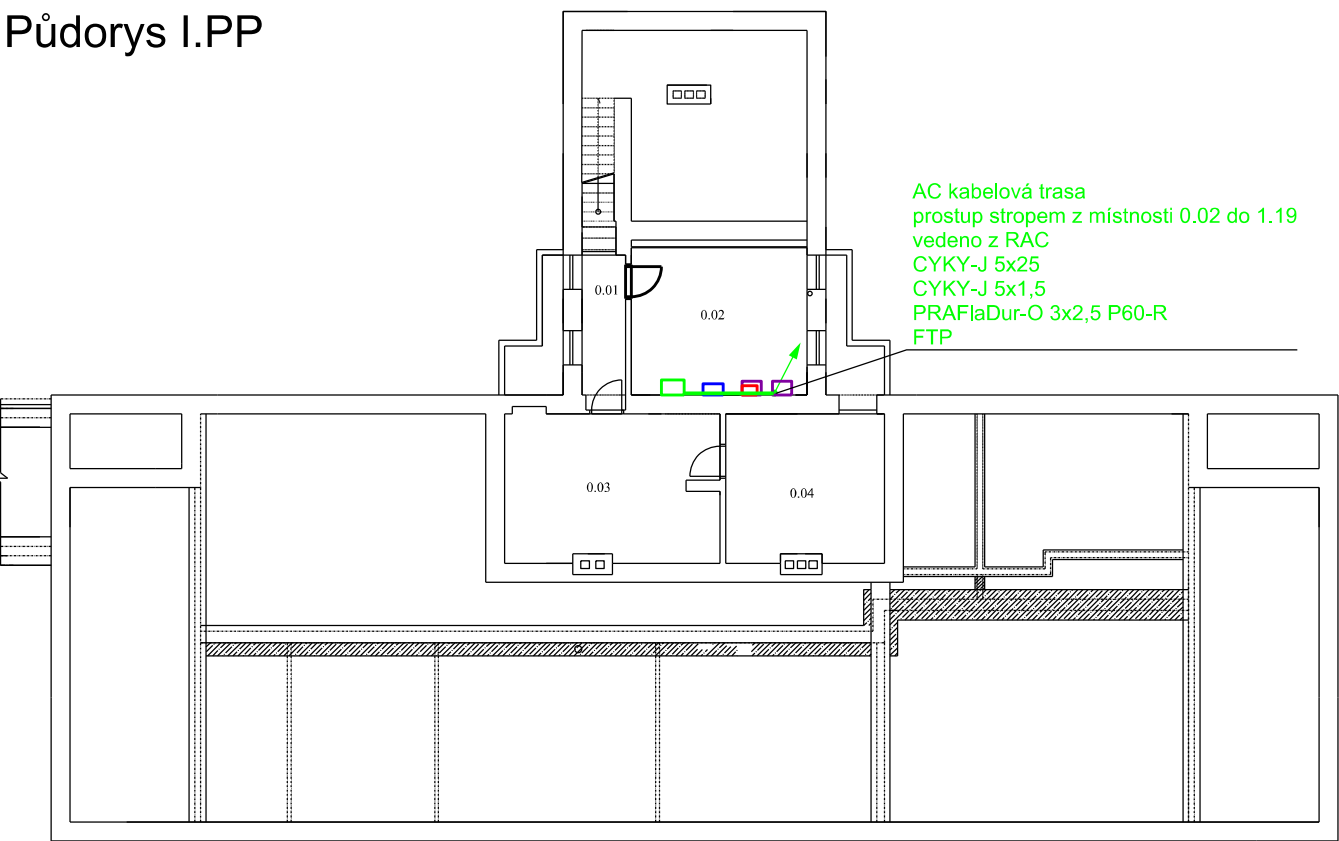 Půdorys I.PP
AC kabelová trasa
prostup stropem z místnosti 0.02 do 1.19
vedeno z RAC
CYKY-J 5x25
CYKY-J 5x1,5
PRAFlaDur-O 3x2,5 P60-R
FTP
0.01
0.02
0.03
0.04